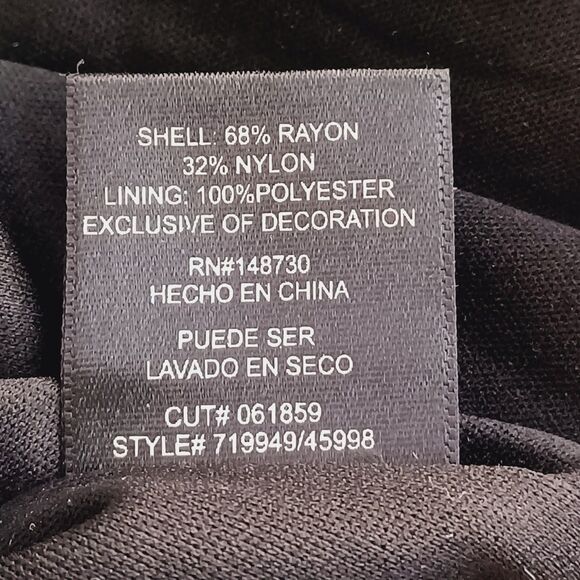 SHELL: 68% RAYON
32% NYLON
LINING: 100%POLYESTER
EXCLUSIVE OF DECORATION
RN#148730
HECHO EN CHINA
PUEDE SER
LAVADO EN SECO
CUT# 061859
STYLE# 719949/45998